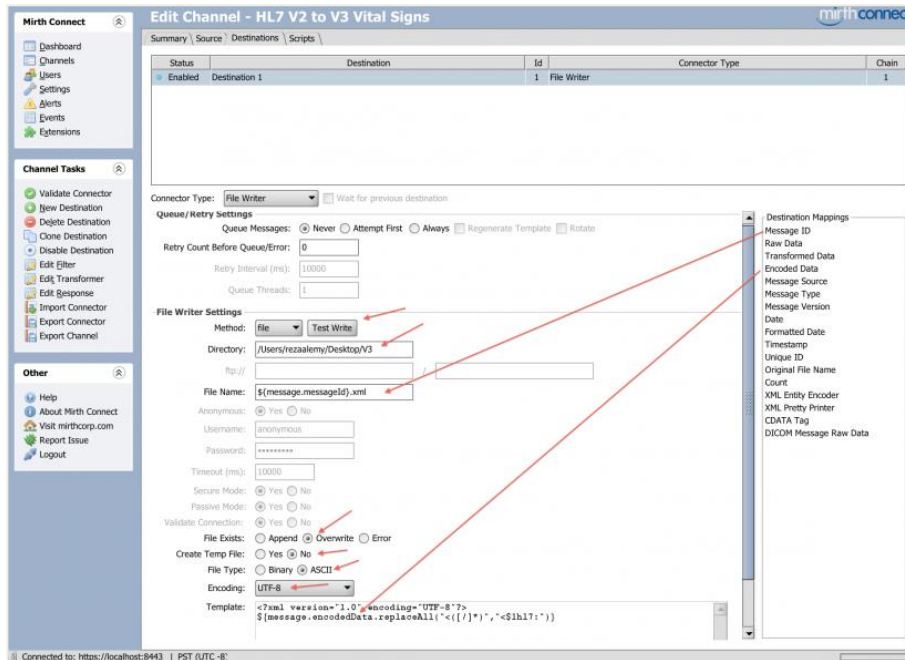 Mirth Connect
Dashboard
Channels
Users
Settings
Alerts
Events
Extensions
Channel Tasks
Validate Connector
New Destination
Delete Destination
Clone Destination
Disable Destination
Edit Filter
Edit Transformer
Edit Response
Import Connector
Export Connector
Export Channel
Other
Help
About Mirth Connect
Visit mirthcorp.com
Report Issue
Logout
Edit Channel - HL7 V2 to V3 Vital Signs
mirth connec
Summary Source Destinations Scripts
Status Destination Id Connector Type Chain
Enabled Destination 1 1 File Writer 1
Connector Type: File Writer Wait for previous destination
Queue/Retry Settings
Queue Messages: Never Attempt First Always Regenerate Template Rotate
Retry Count Before Queue/Error: 0
Retry Interval (ms): 10000
Queue Threads: 1
File Writer Settings
Method: file Test Write
Directory: /Users/rezaalemy/Desktop/V3
ftp:// /
File Name: ${message.messageId}.xml
Anonymous: Yes No
Username: anonymous
Password: *********
Timeout (ms): 10000
Secure Mode: Yes No
Passive Mode: Yes No
Validate Connection: Yes No
File Exists: Append Overwrite Error
Create Temp File: Yes No
File Type: Binary ASCII
Encoding: UTF-8
Template: <?xml version="1.0" encoding="UTF-8"?>
${message.encodedData.replaceAll("<([/]*)","<$1hl7:")}
Destination Mappings
Message ID
Raw Data
Transformed Data
Encoded Data
Message Source
Message Type
Message Version
Date
Formatted Date
Timestamp
Unique ID
Original File Name
Count
XML Entity Encoder
XML Pretty Printer
CDATA Tag
DICOM Message Raw Data
Connected to: https://localhost:8443 | PST (UTC -8)